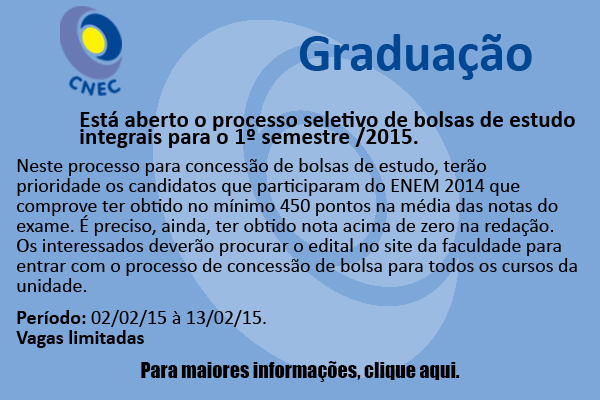 CNEC
Graduação
Está aberto o processo seletivo de bolsas de estudo
integrais para o 1º semestre /2015.
Neste processo para concessão de bolsas de estudo, terão
prioridade os candidatos que participaram do ENEM 2014 que
comprove ter obtido no mínimo 450 pontos na média das notas do
exame. É preciso, ainda, ter obtido nota acima de zero na redação.
Os interessados deverão procurar o edital no site da faculdade para
entrar com o processo de concessão de bolsa para todos os cursos da
unidade.
Período: 02/02/15 à 13/02/15.
Vagas limitadas
Para maiores informações, clique aqui.